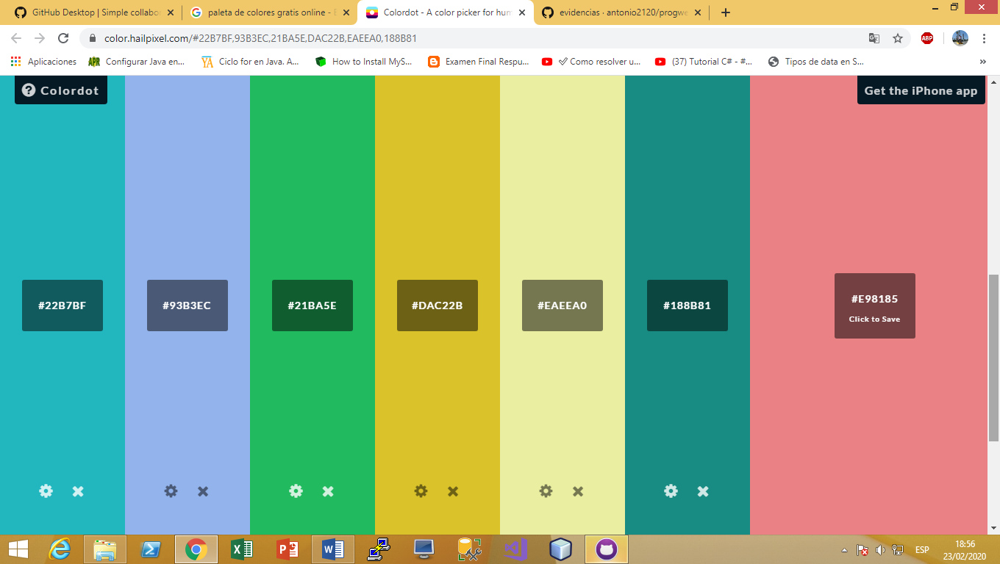 GitHub Desktop | Simple collabor
paleta de colores gratis online - B
Colordot - A color picker for hum
evidencias · antonio2120/progwe
color.hailpixel.com/#22B7BF,93B3EC,21BA5E,DAC22B,EAEEA0,188B81
ABP
Aplicaciones
Configurar Java en...
Ciclo for en Java. A...
How to Install MyS...
Examen Final Respu...
Como resolver u...
(37) Tutorial C# - #...
Tipos de data en S...
»
? Colordot
Get the iPhone app
#22B7BF
#93B3EC
#21BA5E
#DAC22B
#EAEEA0
#188B81
#E98185
Click to Save
ESP
18:56
23/02/2020